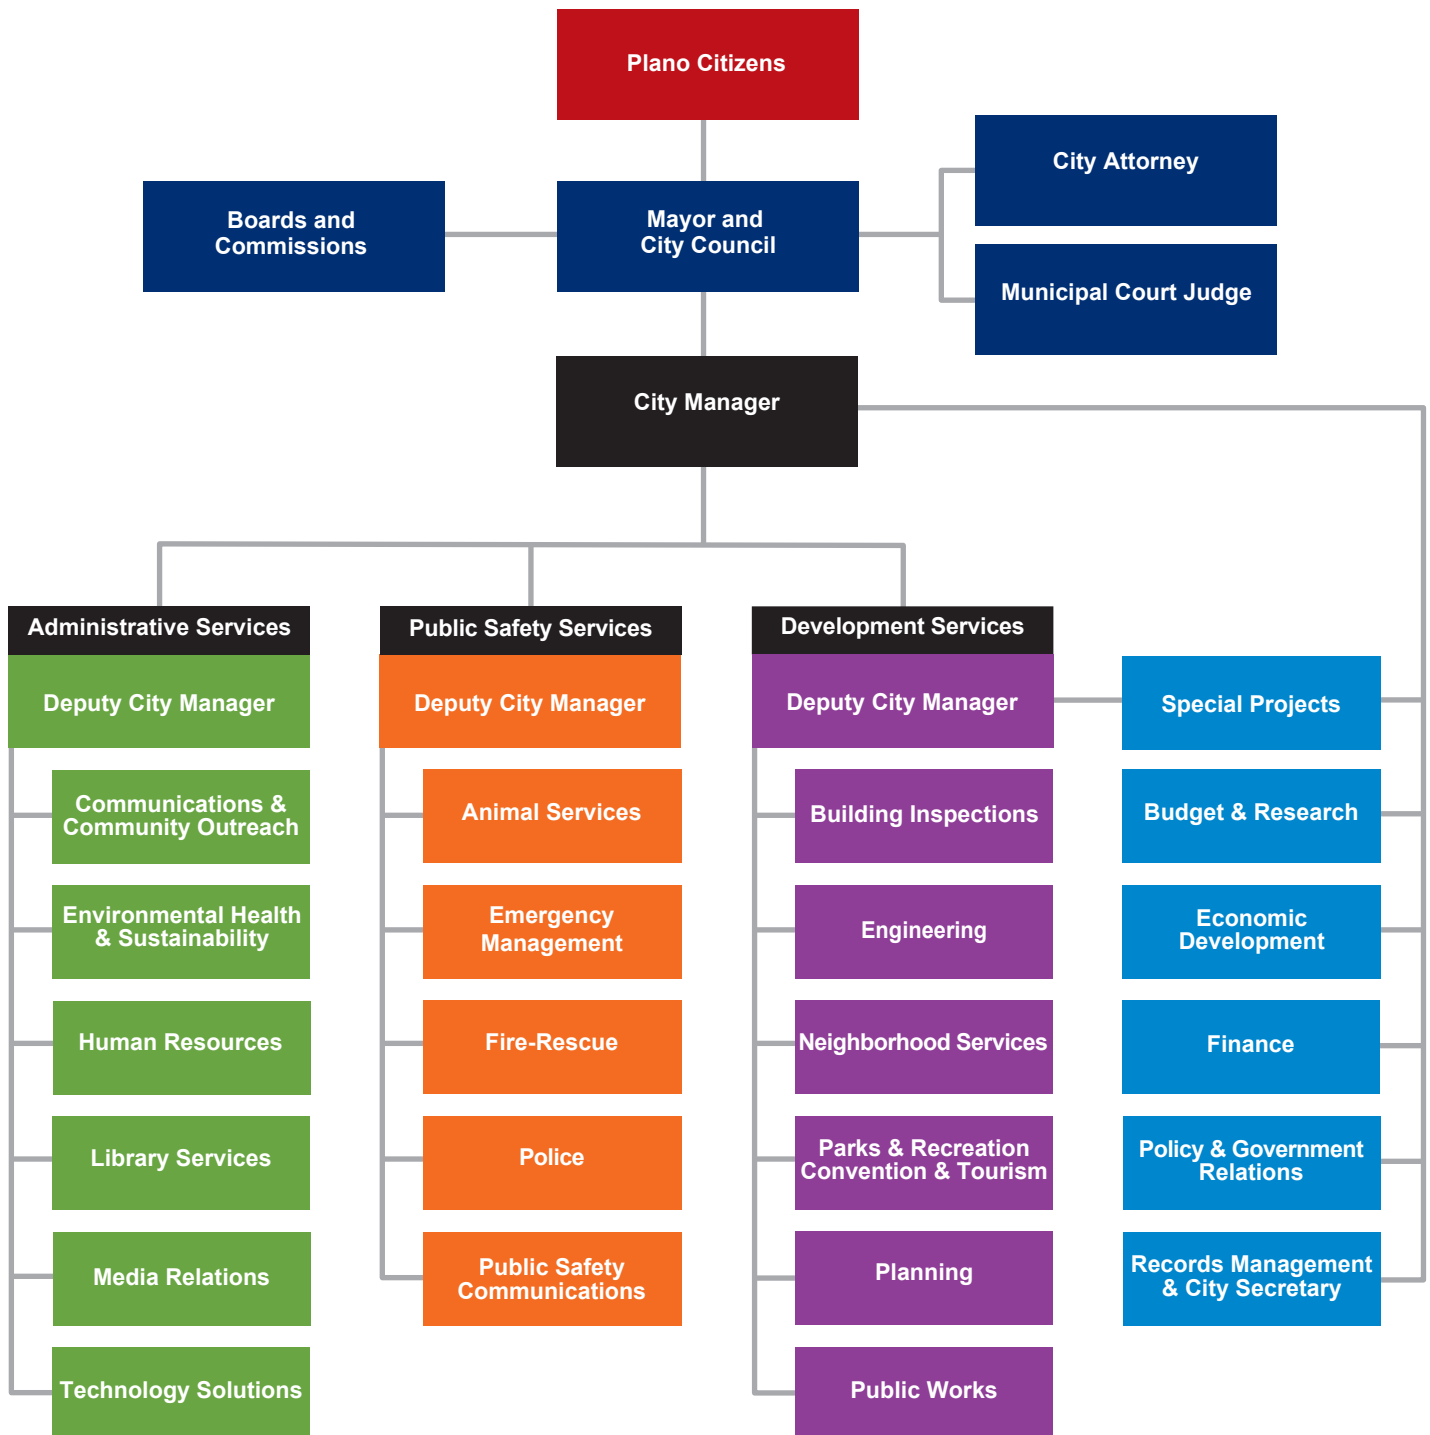 Plano Citizens
City Attorney
Boards and
Commissions
Mayor and
City Council
Municipal Court Judge
City Manager
Administrative Services
Deputy City Manager
Communications &
Community Outreach
Environmental Health
& Sustainability
Human Resources
Library Services
Media Relations
Technology Solutions
Public Safety Services
Deputy City Manager
Animal Services
Emergency
Management
Fire-Rescue
Police
Public Safety
Communications
Development Services
Deputy City Manager
Building Inspections
Engineering
Neighborhood Services
Parks & Recreation
Convention & Tourism
Planning
Public Works
Special Projects
Budget & Research
Economic
Development
Finance
Policy & Government
Relations
Records Management
& City Secretary